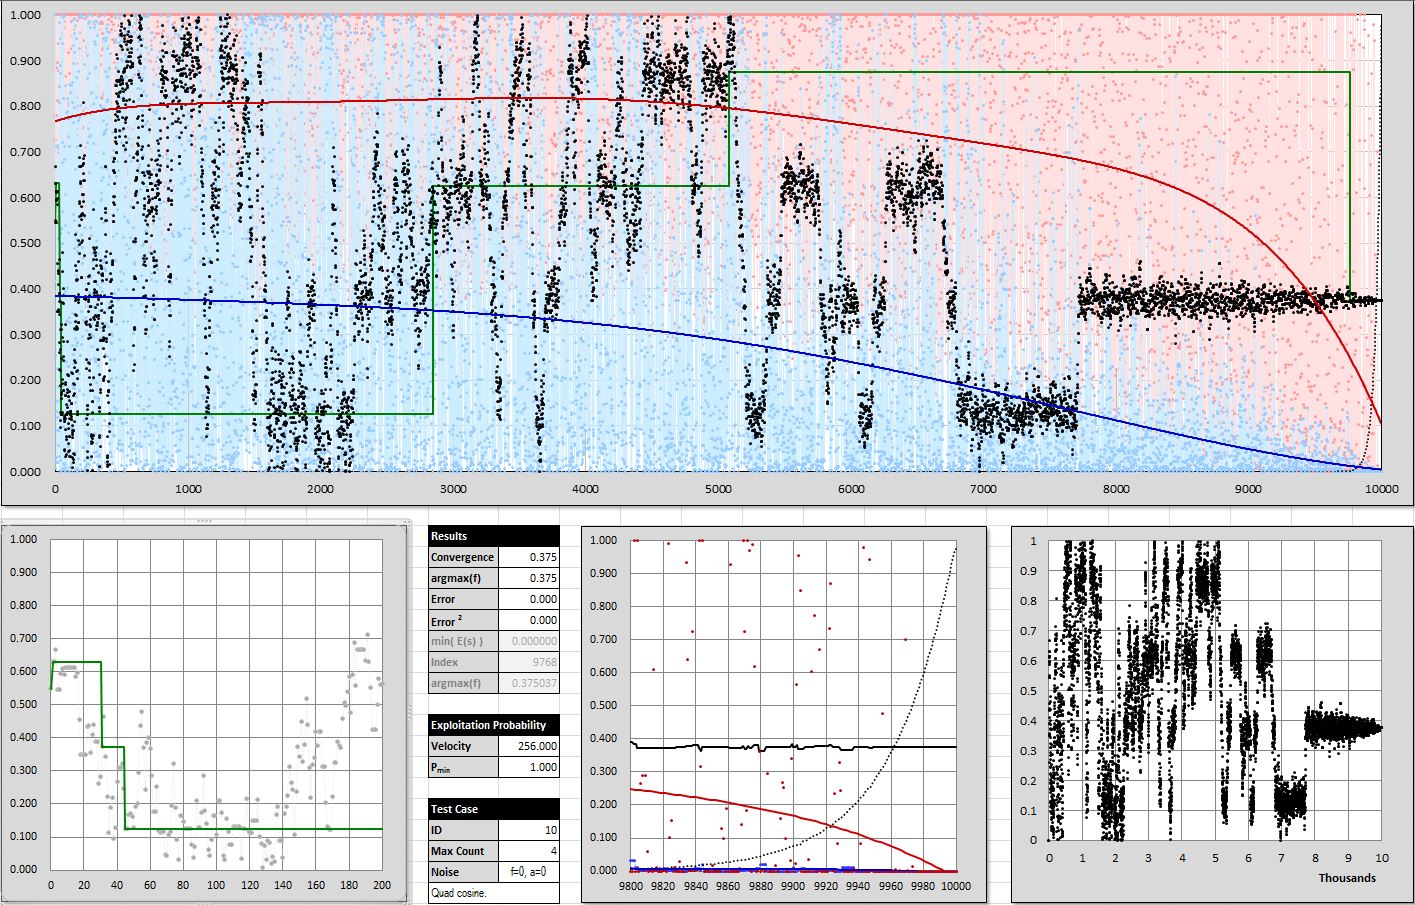 1.000
0.900
0.800
0.700
0.600
0.500
0.400
0.300
0.200
0.100
0.000
0 1000 2000 3000 4000 5000 6000 7000 8000 9000 10000
1.000
0.900
0.800
0.700
0.600
0.500
0.400
0.300
0.200
0.100
0.000
0 20 40 60 80 100 120 140 160 180 200
Results
Convergence 0.375
argmax(f) 0.375
Error 0.000
Error ² 0.000
min( E(s) ) 0.000000
Index 9768
argmax(f) 0.375037
Exploitation Probability
Velocity 256.000
Pmin 1.000
Test Case
ID 10
Max Count 4
Noise f=0, a=0
Quad cosine.
1.000
0.900
0.800
0.700
0.600
0.500
0.400
0.300
0.200
0.100
0.000
9800 9820 9840 9860 9880 9900 9920 9940 9960 9980 10000
1
0.9
0.8
0.7
0.6
0.5
0.4
0.3
0.2
0.1
0
0 1 2 3 4 5 6 7 8 9 10
Thousands